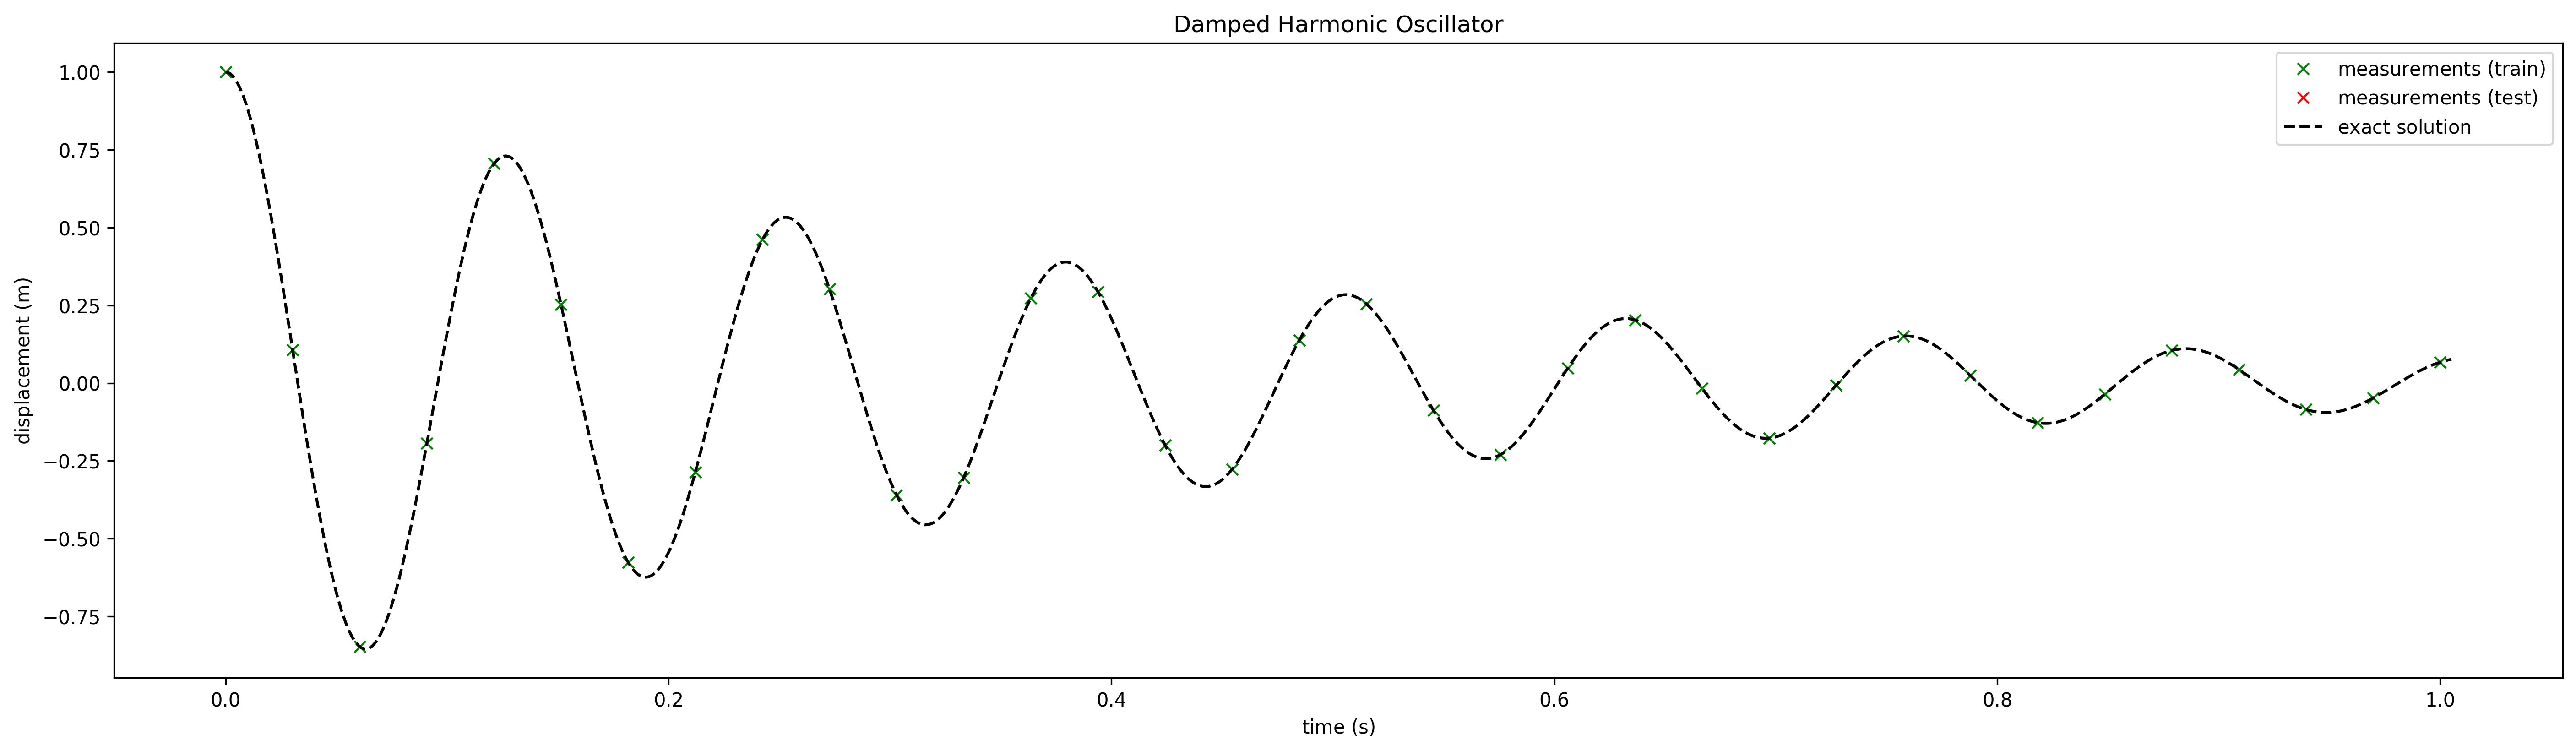 Damped Harmonic Oscillator
measurements (train)
measurements (test)
exact solution
1.00
0.75
0.50
0.25
0.00
−0.25
−0.50
−0.75
displacement (m)
0.0 0.2 0.4 0.6 0.8 1.0
time (s)